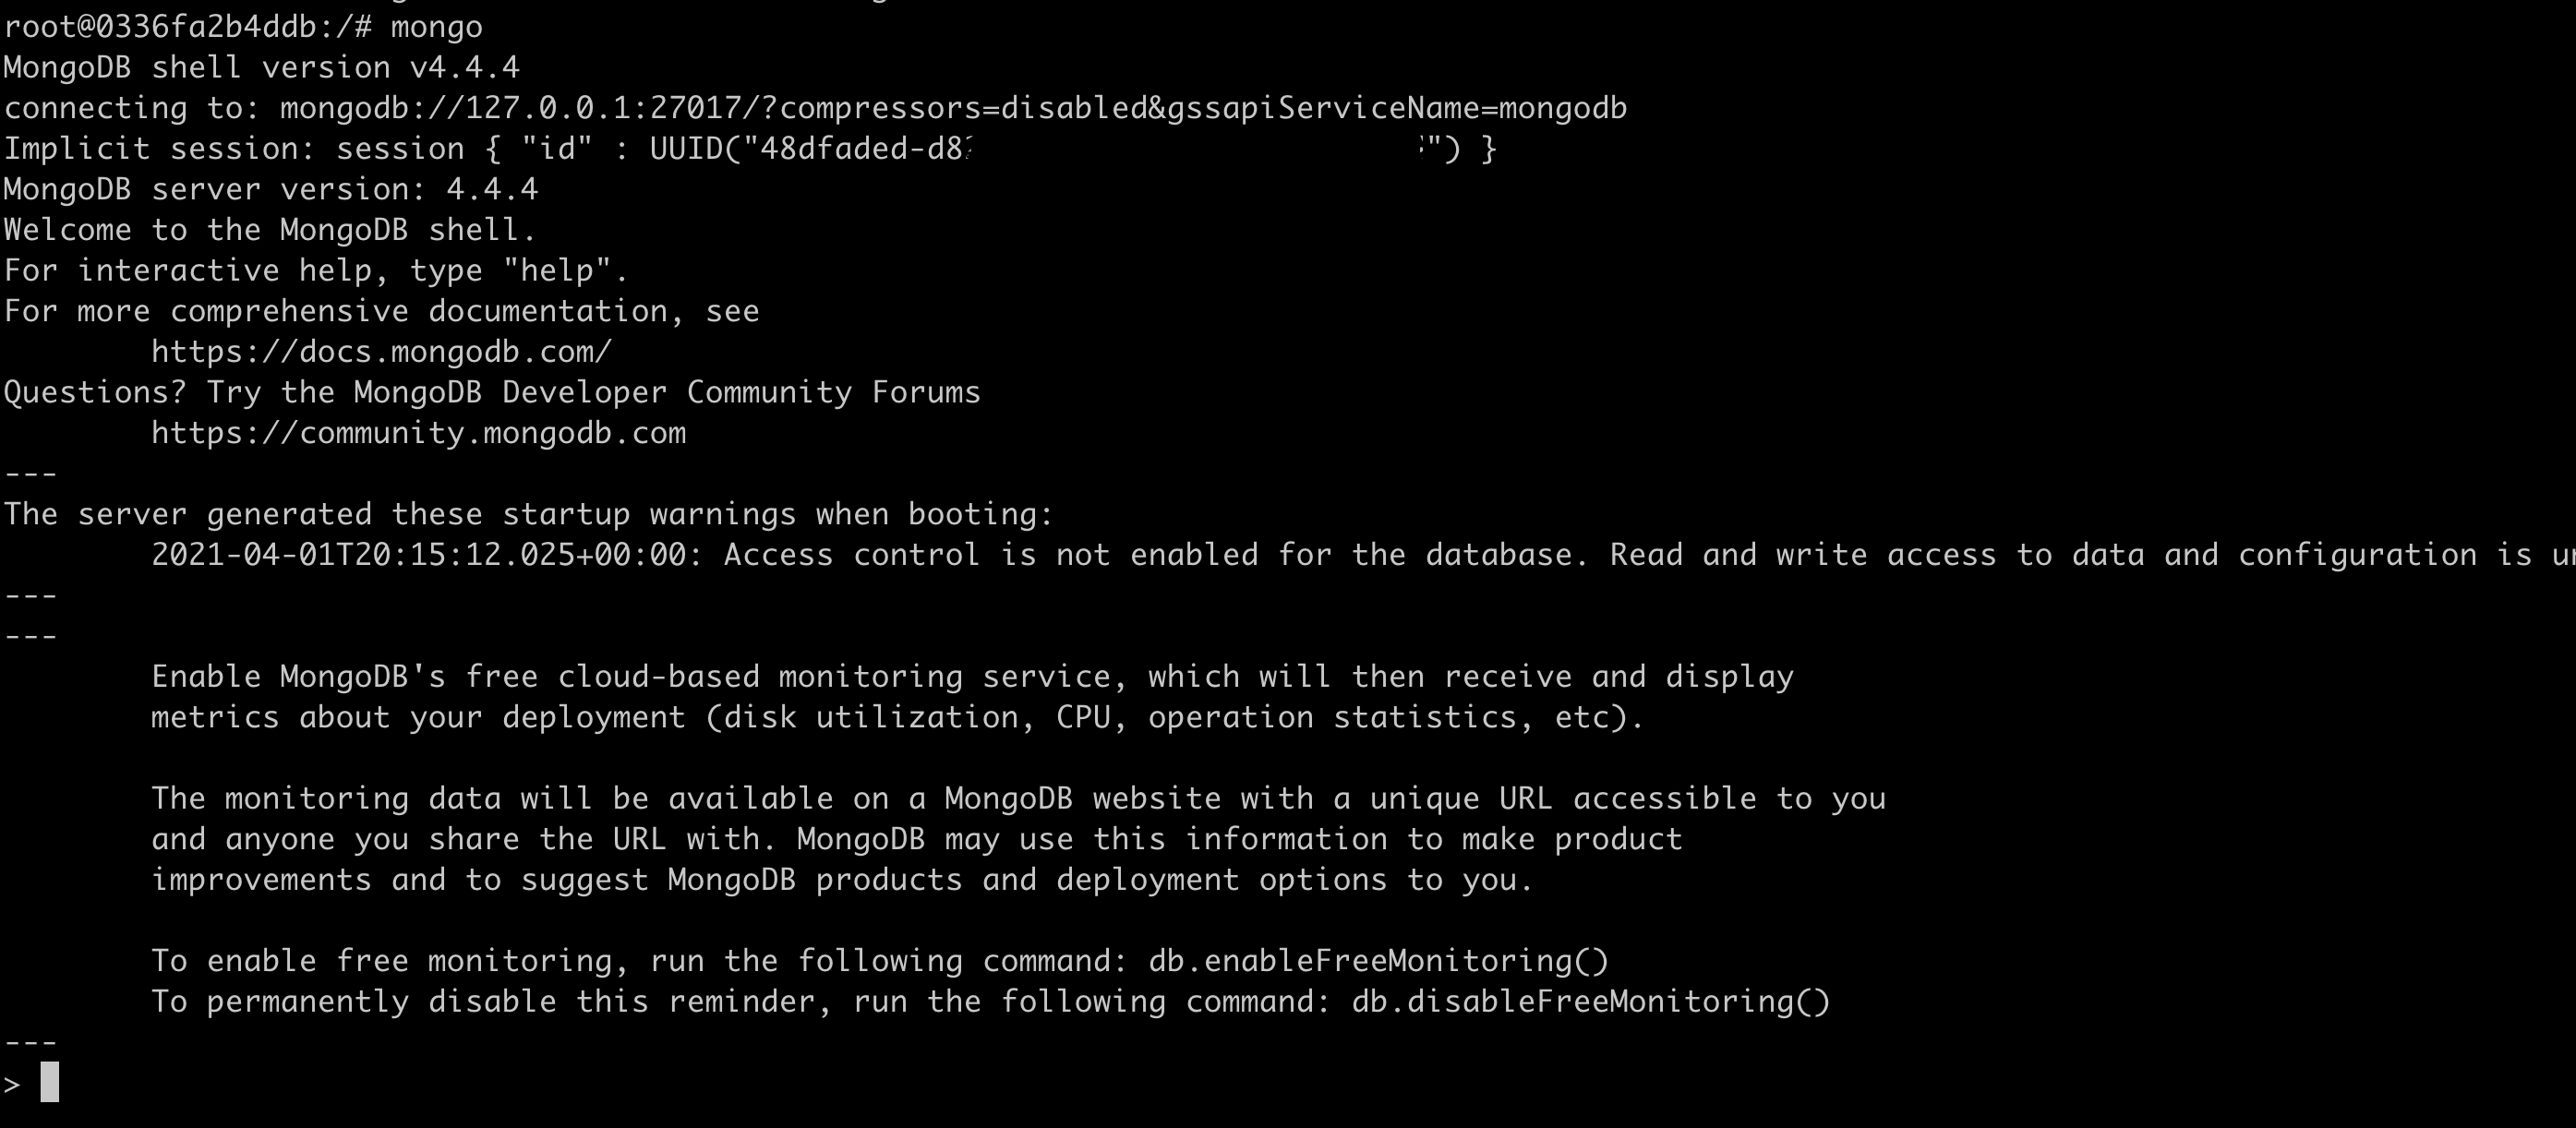 root@0336fa2b4ddb:/# mongo
MongoDB shell version v4.4.4
connecting to: mongodb://127.0.0.1:27017/?compressors=disabled&gssapiServiceName=mongodb
Implicit session: session { "id" : UUID("48dfaded-d8 ") }
MongoDB server version: 4.4.4
Welcome to the MongoDB shell.
For interactive help, type "help".
For more comprehensive documentation, see
https://docs.mongodb.com/
Questions? Try the MongoDB Developer Community Forums
https://community.mongodb.com
---
The server generated these startup warnings when booting:
2021-04-01T20:15:12.025+00:00: Access control is not enabled for the database. Read and write access to data and configuration is
---
---
Enable MongoDB's free cloud-based monitoring service, which will then receive and display
metrics about your deployment (disk utilization, CPU, operation statistics, etc).
The monitoring data will be available on a MongoDB website with a unique URL accessible to you
and anyone you share the URL with. MongoDB may use this information to make product
improvements and to suggest MongoDB products and deployment options to you.
To enable free monitoring, run the following command: db.enableFreeMonitoring()
To permanently disable this reminder, run the following command: db.disableFreeMonitoring()
---
>